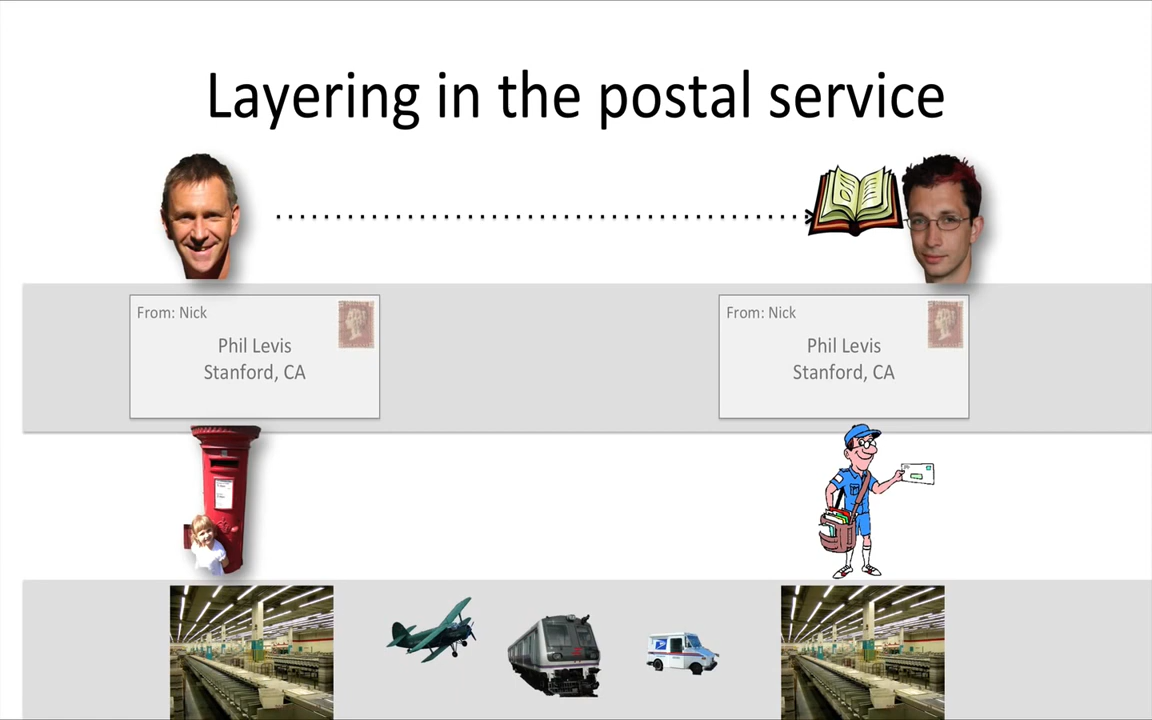 Layering in the postal service
From: Nick
Phil Levis
Stanford, CA
From: Nick
Phil Levis
Stanford, CA